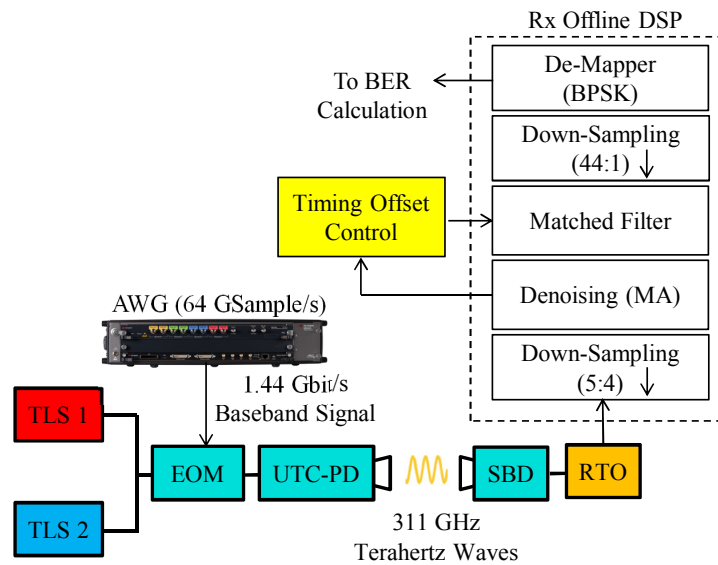 Rx Offline DSP
De-Mapper
(BPSK)
To BER
Calculation
Down-Sampling
(44:1)
Timing Offset
Control
Matched Filter
Denoising (MA)
AWG (64 GSample/s)
Down-Sampling
(5:4)
1.44 Gbit/s
Baseband Signal
TLS 1
EOM
UTC-PD
SBD
RTO
TLS 2
311 GHz
Terahertz Waves